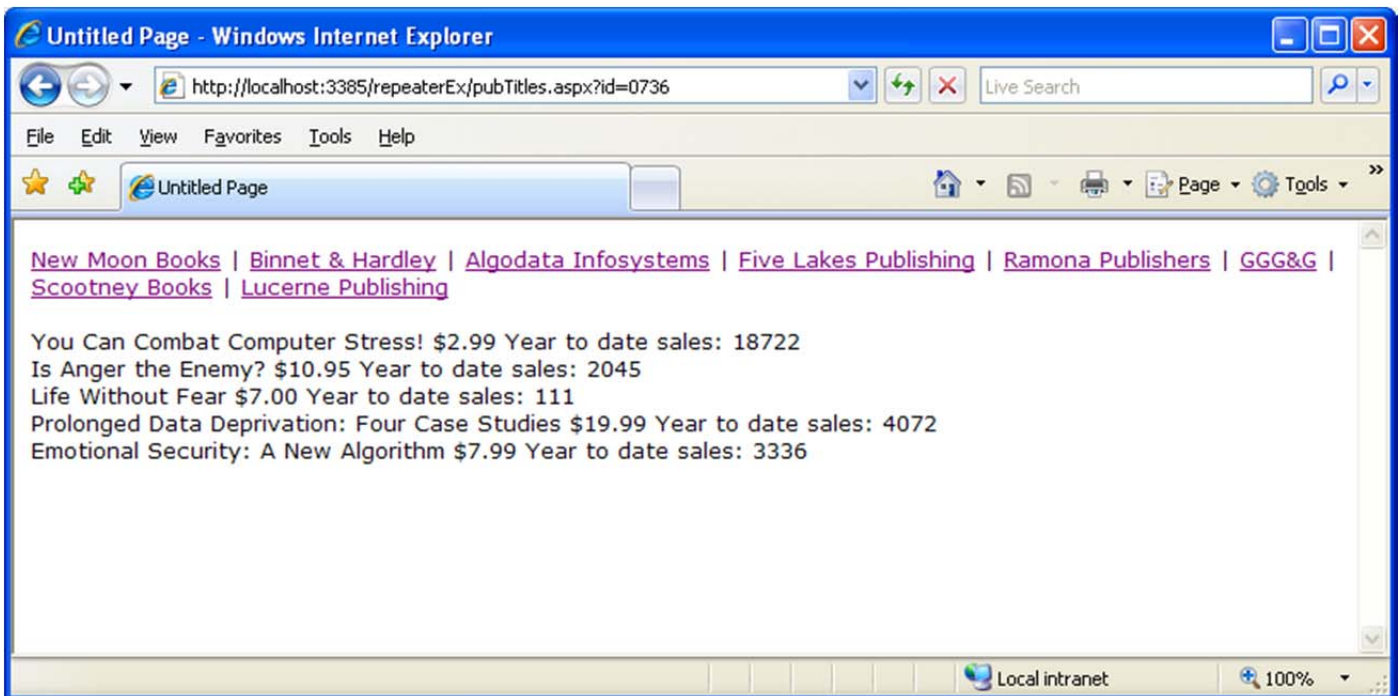 Untitled Page - Windows Internet Explorer
http://localhost:3385/repeaterEx/pubTitles.aspx?id=0736
Live Search
File Edit View Favorites Tools Help
Untitled Page
Page Tools »
New Moon Books | Binnet & Hardley | Algodata Infosystems | Five Lakes Publishing | Ramona Publishers | GGG&G |
Scootney Books | Lucerne Publishing
You Can Combat Computer Stress! $2.99 Year to date sales: 18722
Is Anger the Enemy? $10.95 Year to date sales: 2045
Life Without Fear $7.00 Year to date sales: 111
Prolonged Data Deprivation: Four Case Studies $19.99 Year to date sales: 4072
Emotional Security: A New Algorithm $7.99 Year to date sales: 3336
Local intranet
100%